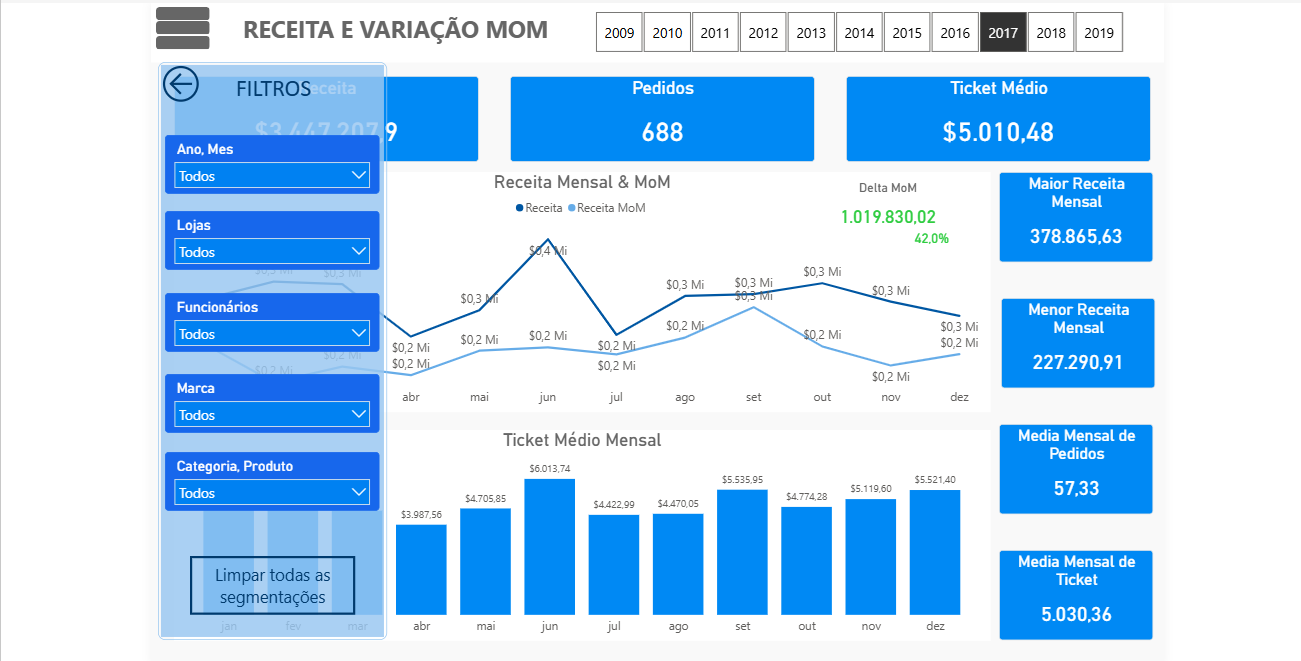 RECEITA E VARIAÇÃO MOM
2009 2010 2011 2012 2013 2014 2015 2016 2017 2018 2019
FILTROS
Receita
$3.447.207,9
Pedidos
688
Ticket Médio
$5.010,48
Ano, Mes
Todos
Lojas
Todos
Funcionários
Todos
Marca
Todos
Categoria, Produto
Todos
Limpar todas as
segmentações
Receita Mensal & MoM
Receita Receita MoM
Delta MoM
1.019.830,02
42,0%
$0,3 Mi $0,3 Mi $0,2 Mi $0,3 Mi $0,4 Mi $0,2 Mi $0,3 Mi $0,3 Mi $0,3 Mi $0,3 Mi $0,3 Mi
$0,2 Mi $0,2 Mi $0,2 Mi $0,2 Mi $0,2 Mi $0,2 Mi $0,2 Mi $0,3 Mi $0,2 Mi $0,2 Mi $0,2 Mi
abr mai jun jul ago set out nov dez
Ticket Médio Mensal
$3.987,56 $4.705,85 $6.013,74 $4.422,99 $4.470,05 $5.535,95 $4.774,28 $5.119,60 $5.521,40
jan fev mar abr mai jun jul ago set out nov dez
Maior Receita
Mensal
378.865,63
Menor Receita
Mensal
227.290,91
Media Mensal de
Pedidos
57,33
Media Mensal de
Ticket
5.030,36